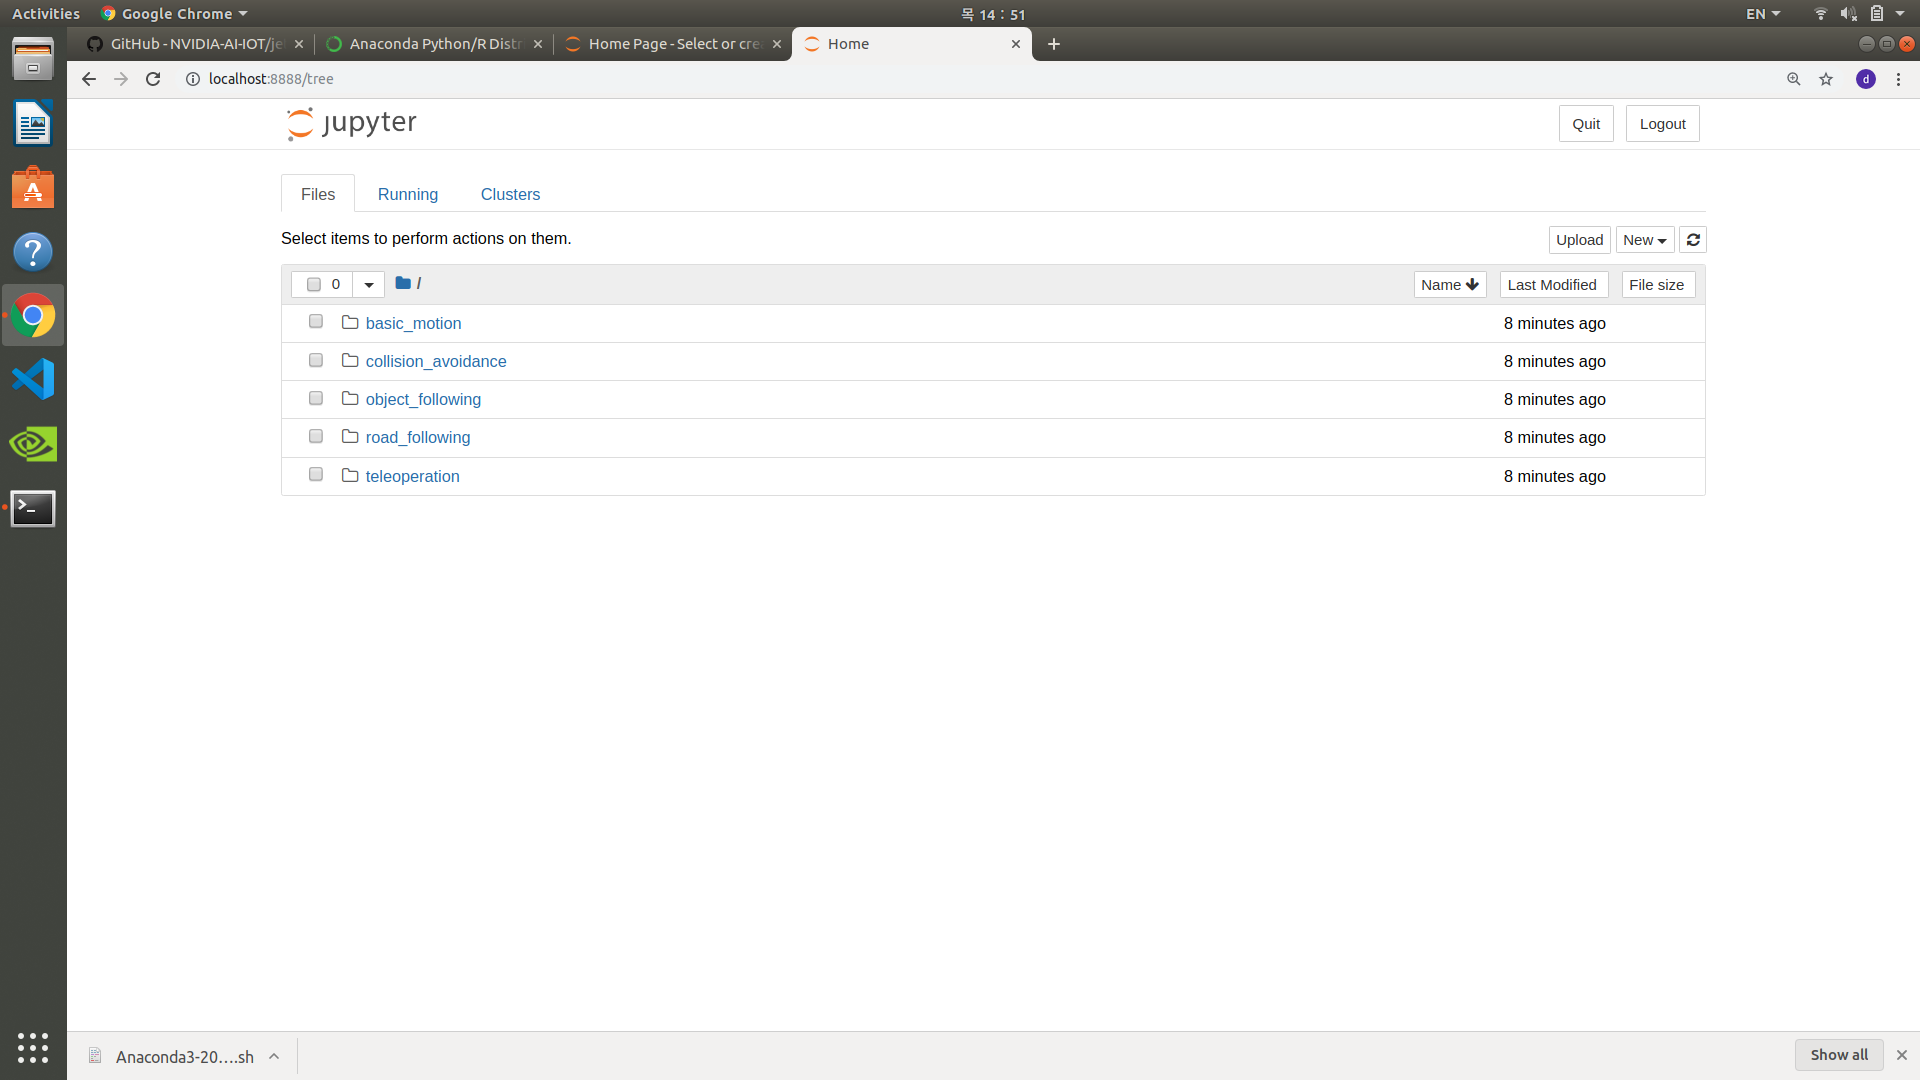 Activities Google Chrome 목 14 : 51 EN
GitHub - NVIDIA-AI-IOT/je Anaconda Python/R Distr Home Page - Select or crea Home
localhost:8888/tree d
jupyter Quit Logout
Files Running Clusters
Select items to perform actions on them. Upload New
0 / Name Last Modified File size
basic_motion 8 minutes ago
collision_avoidance 8 minutes ago
object_following 8 minutes ago
road_following 8 minutes ago
teleoperation 8 minutes ago
Anaconda3-20....sh Show all